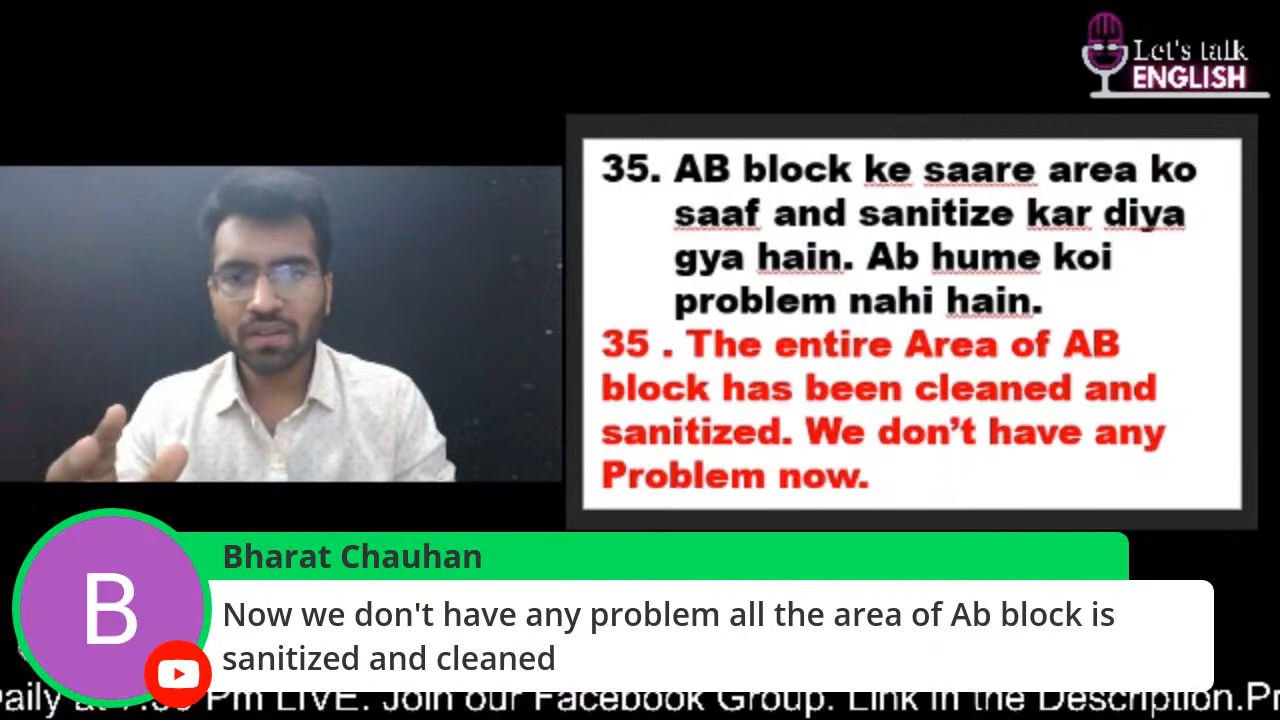 Let's talk
ENGLISH
35. AB block ke saare area ko
saaf and sanitize kar diya
gya hain. Ab hume koi
problem nahi hain.
35 . The entire Area of AB
block has been cleaned and
sanitized. We don't have any
Problem now.
B
Bharat Chauhan
Now we don't have any problem all the area of Ab block is
sanitized and cleaned
Pm LIVE. Join our Facebook Group. Link In the Description.